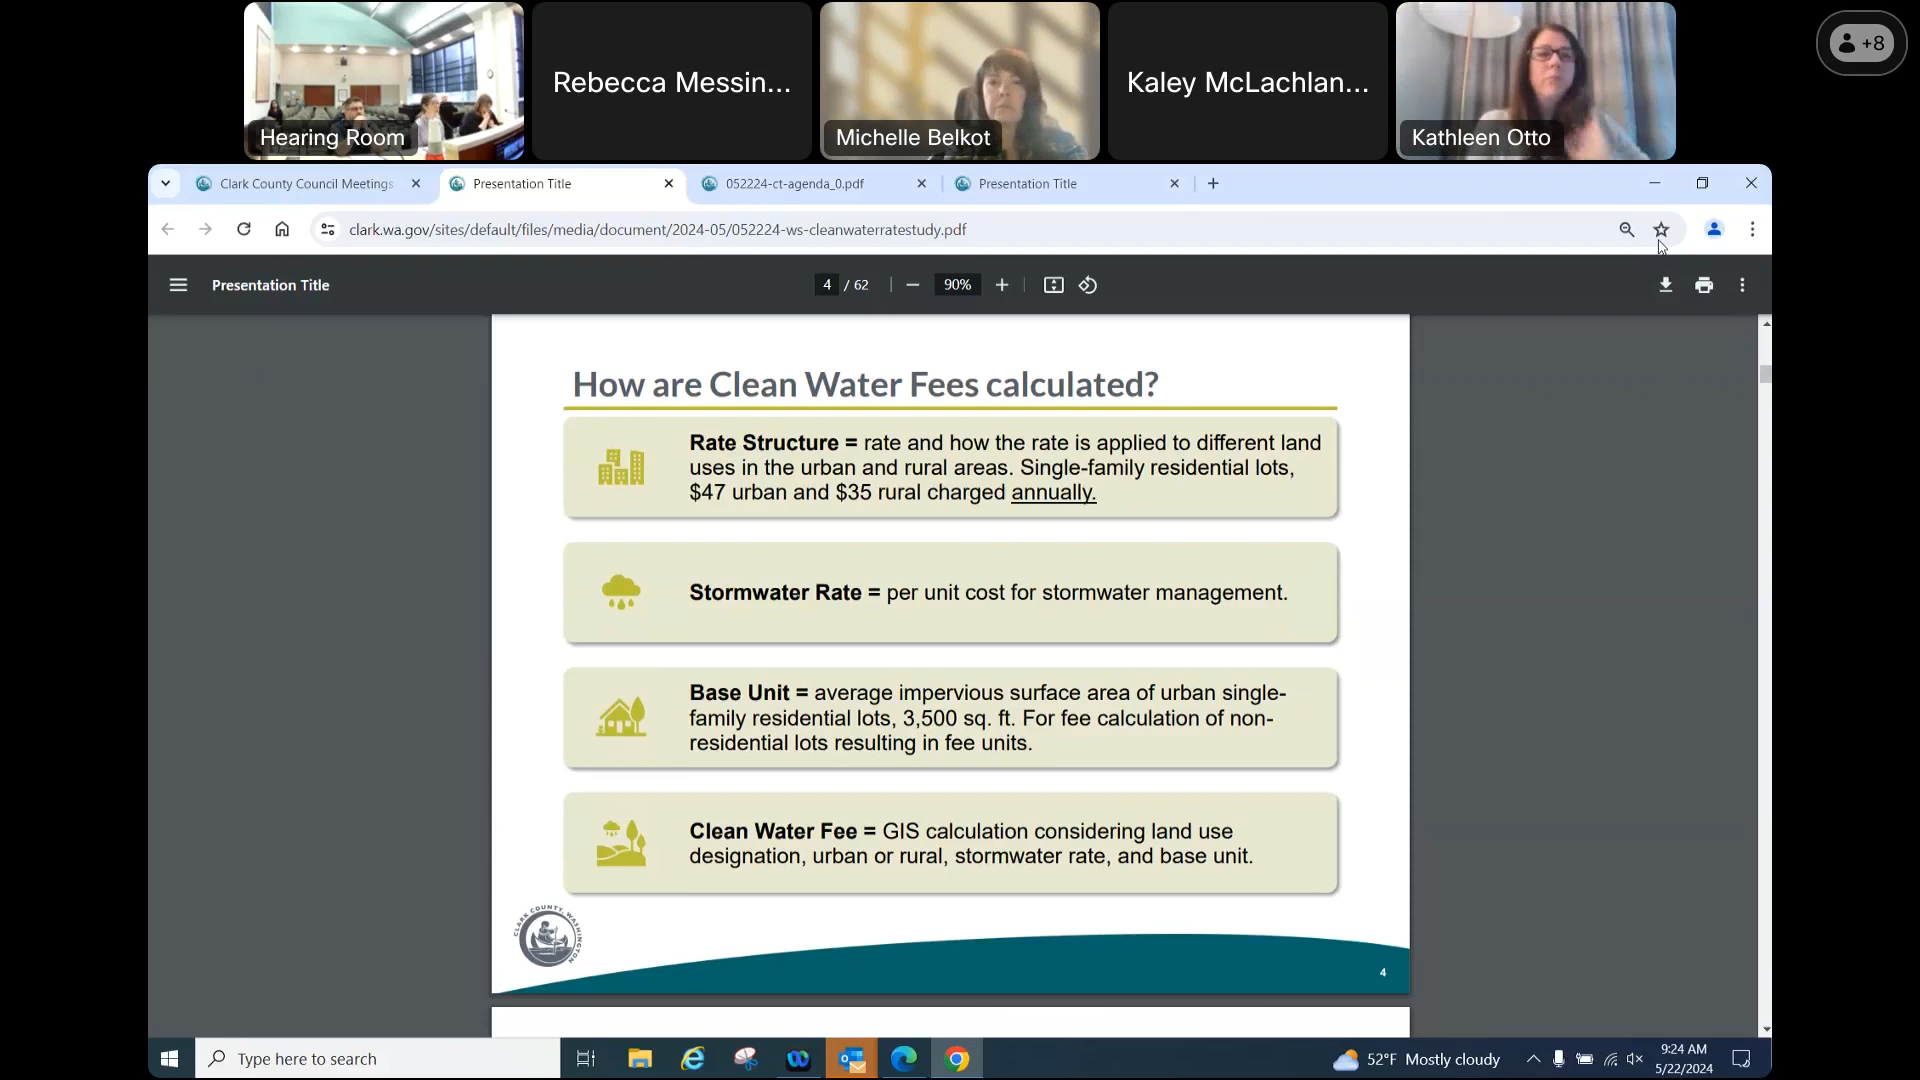 Hearing Room
Rebecca Messin...
Michelle Belkot
Kaley McLachlan...
Kathleen Otto
+8
Clark County Council Meetings
Presentation Title
052224-ct-agenda_0.pdf
Presentation Title
clark.wa.gov/sites/default/files/media/document/2024-05/052224-ws-cleanwaterratestudy.pdf
Presentation Title
4 / 62
90%
How are Clean Water Fees calculated?
Rate Structure = rate and how the rate is applied to different land
uses in the urban and rural areas. Single-family residential lots,
$47 urban and $35 rural charged annually.
Stormwater Rate = per unit cost for stormwater management.
Base Unit = average impervious surface area of urban single-
family residential lots, 3,500 sq. ft. For fee calculation of non-
residential lots resulting in fee units.
Clean Water Fee = GIS calculation considering land use
designation, urban or rural, stormwater rate, and base unit.
CLARK COUNTY, WASHINGTON
4
Type here to search
52°F Mostly cloudy
9:24 AM
5/22/2024